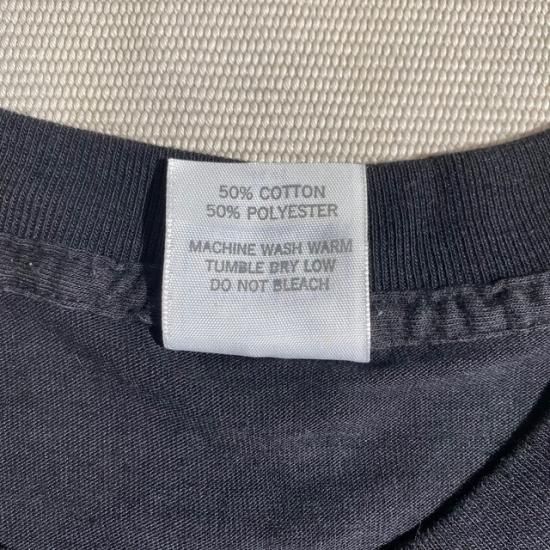 50% COTTON
50% POLYESTER
MACHINE WASH WARM
TUMBLE DRY LOW
DO NOT BLEACH